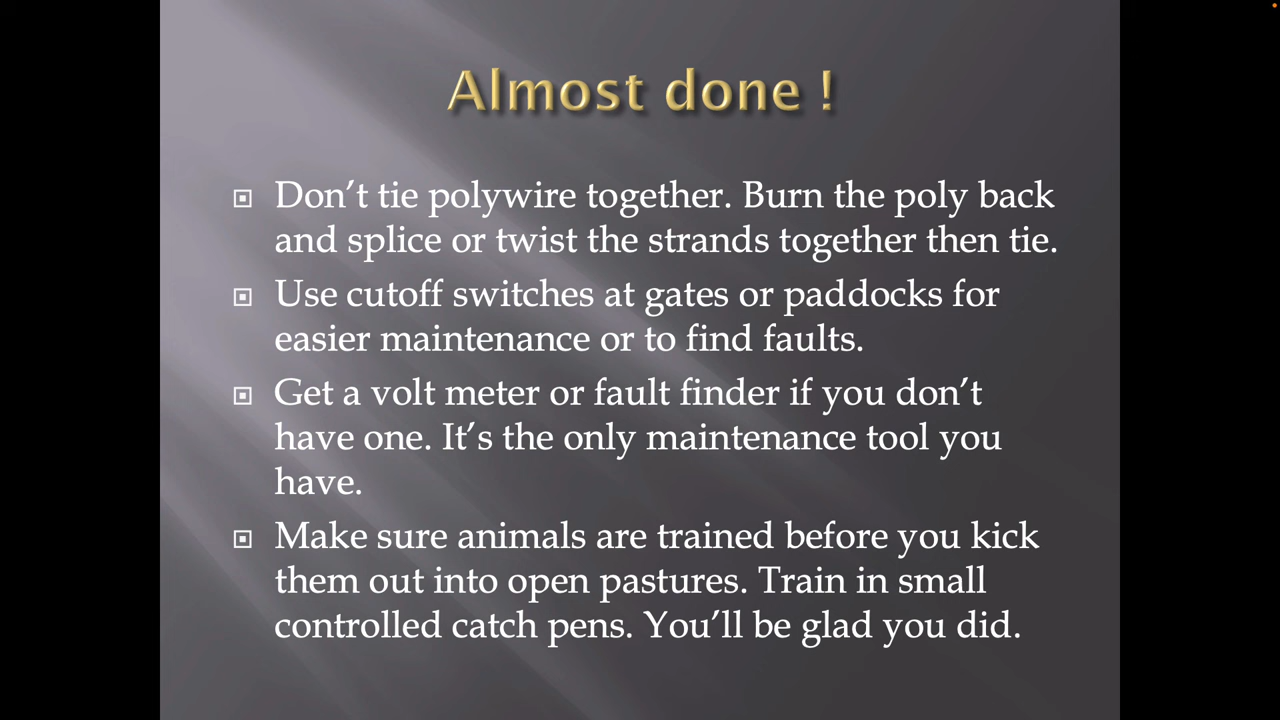 Almost done !
Don’t tie polywire together. Burn the poly back
and splice or twist the strands together then tie.
Use cutoff switches at gates or paddocks for
easier maintenance or to find faults.
Get a volt meter or fault finder if you don’t
have one. It’s the only maintenance tool you
have.
Make sure animals are trained before you kick
them out into open pastures. Train in small
controlled catch pens. You’ll be glad you did.